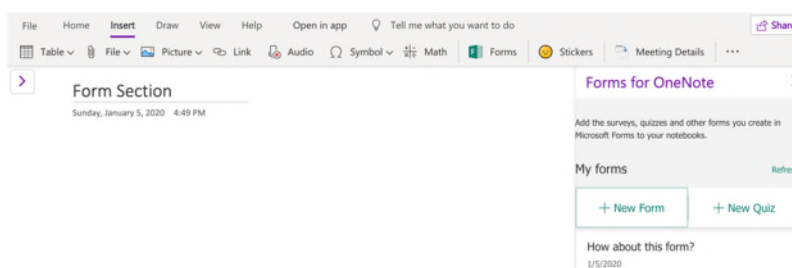 File Home Insert Draw View Help Open in app Tell me what you want to do Share
Table File Picture Link Audio Symbol Math Forms Stickers Meeting Details ...
Form Section
Sunday, January 5, 2020 4:49 PM
Forms for OneNote
Add the surveys, quizzes and other forms you create in
Microsoft Forms to your notebooks.
My forms Refre
+ New Form + New Quiz
How about this form?
1/5/2020